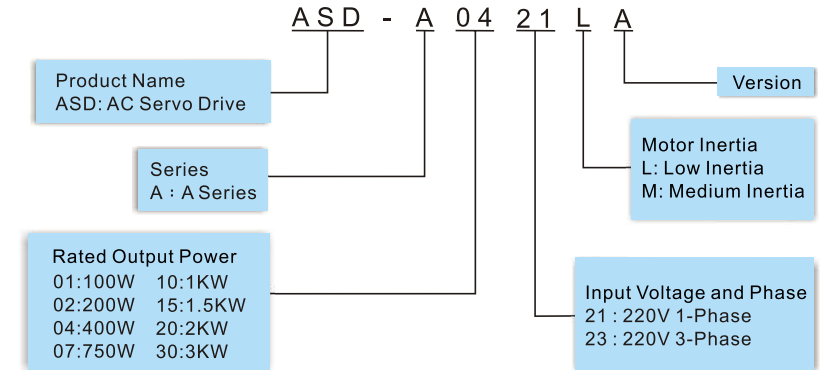 ASD - A 04 21 L A
Product Name
ASD: AC Servo Drive
Version
Series
A：A Series
Motor Inertia
L: Low Inertia
M: Medium Inertia
Rated Output Power
01:100W 10:1KW
02:200W 15:1.5KW
04:400W 20:2KW
07:750W 30:3KW
Input Voltage and Phase
21 : 220V 1-Phase
23 : 220V 3-Phase